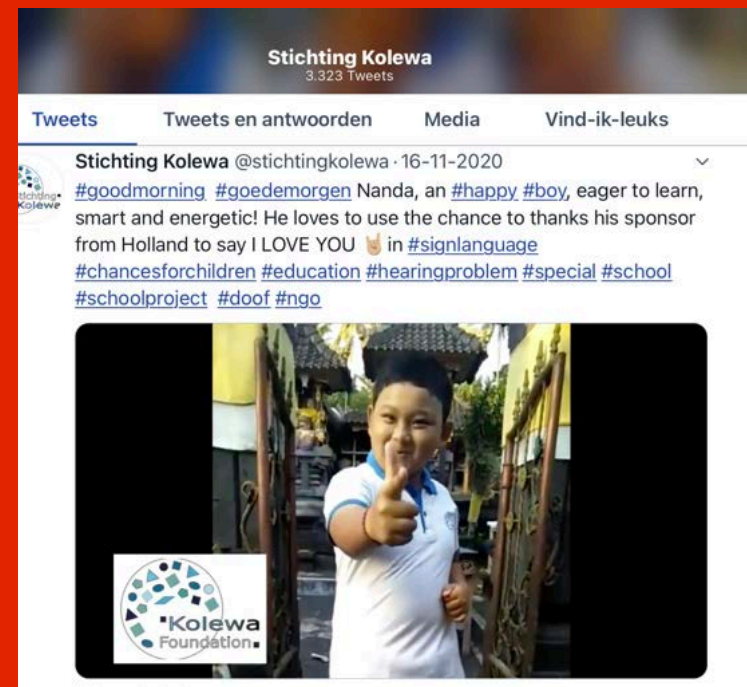 Stichting Kolewa
3.323 Tweets
Tweets
Tweets en antwoorden
Media
Vind-ik-leuks
Stichting Kolewa @stichtingkolewa · 16-11-2020
#goodmorning #goedemorgen Nanda, an #happy #boy, eager to learn,
smart and energetic! He loves to use the chance to thanks his sponsor
from Holland to say I LOVE YOU 🤟🏼 in #signlanguage
#chancesforchildren #education #hearingproblem #special #school
#schoolproject #doof #ngo
Stichting
Kolewa
Kolewa
Foundation